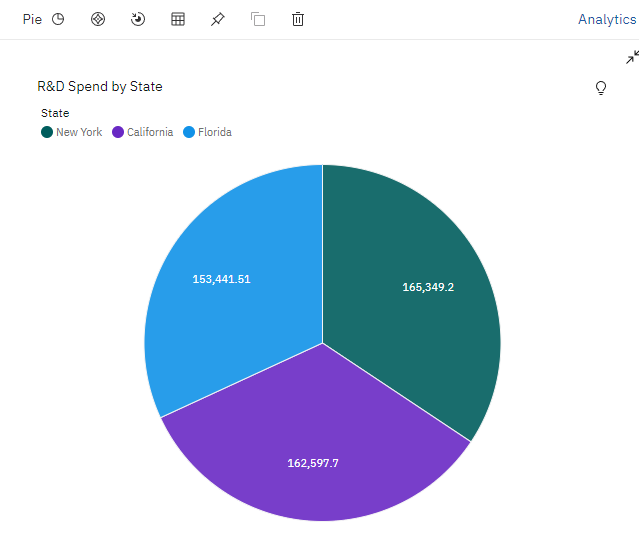 Pie
Analytics
R&D Spend by State
State
New York California Florida
153,441.51
165,349.2
162,597.7